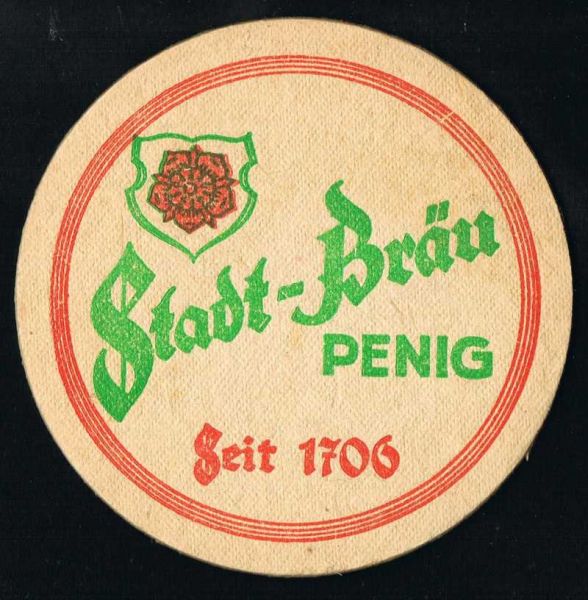 Stadt-Bräu
PENIG
Seit 1706